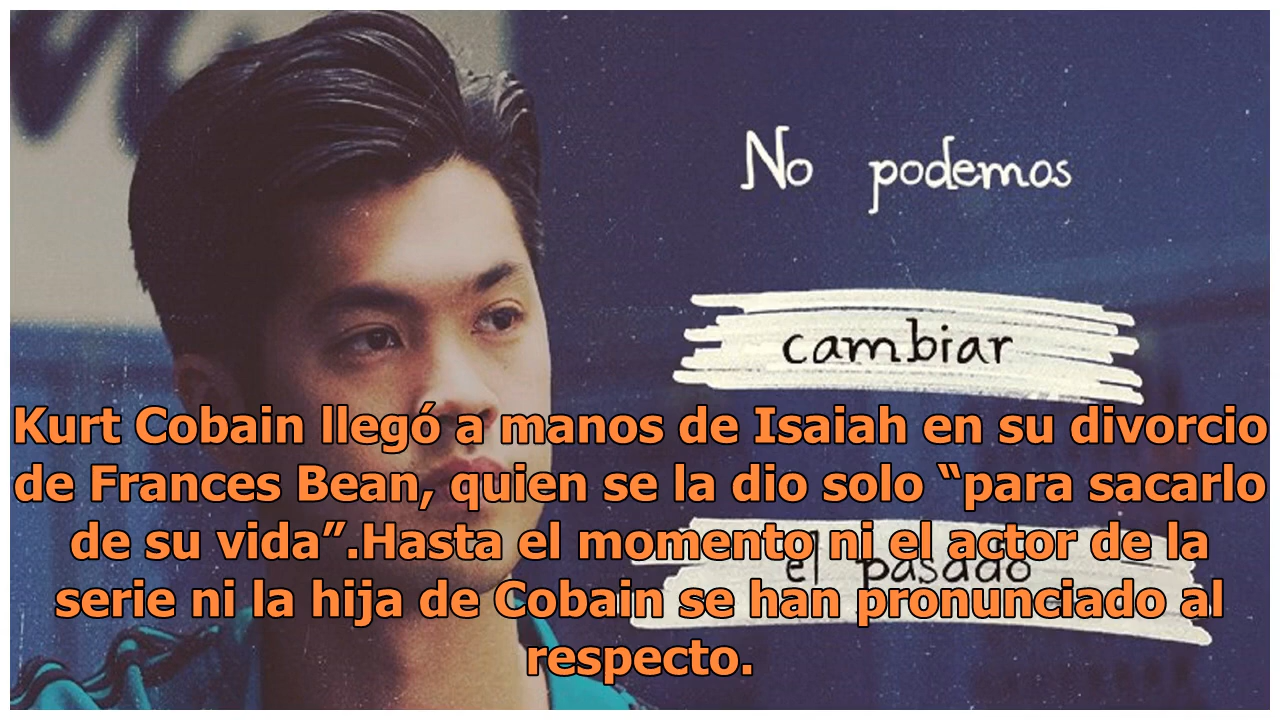 No podemos
cambiar
el pasado
Kurt Cobain llegó a manos de Isaiah en su divorcio
de Frances Bean, quien se la dio solo “para sacarlo
de su vida”.Hasta el momento ni el actor de la
serie ni la hija de Cobain se han pronunciado al
respecto.